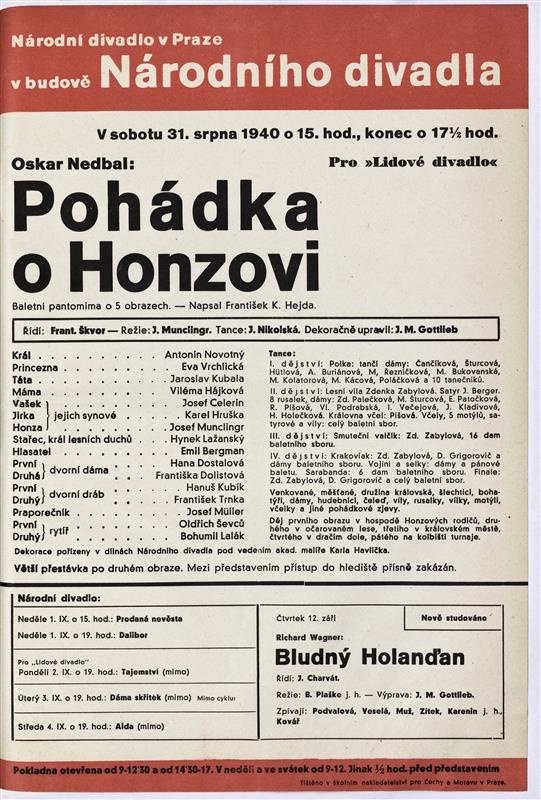 Národní divadlo v Praze
v budově Národního divadla
V sobotu 31. srpna 1940 o 15. hod., konec o 17½ hod.
Oskar Nedbal:
Pro »Lidové divadlo«
Pohádka
o Honzovi
Baletní pantomima o 5 obrazech. — Napsal František K. Hejda.
Řídí: Frant. Škvor — Režie: J. Munclingr. Tance: J. Nikolská. Dekoračně upravil: J. M. Gottlieb
Král . . . . . . . . . . . Antonín Novotný
Princezna . . . . . . . . . Eva Vrchlická
Táta . . . . . . . . . . . Jaroslav Kubala
Máma . . . . . . . . . . Viléma Hájková
Vašek } . . . . Josef Celerin
Jirka } jejich synové . . . . Karel Hruška
Honza } . . . . Josef Munclingr
Stařec, král lesních duchů . . Hynek Lažanský
Hlasatel . . . . . . . . . . Emil Bergman
První } dvorní dáma . . . . Hana Dostalová
Druhá } . . . . Františka Dolistová
První } dvorní dráb . . . . Hanuš Kubík
Druhý } . . . . František Trnka
Praporečník . . . . . . . . Josef Müller
První } rytíř . . . . . . Oldřich Ševců
Druhý } . . . . . . Bohumil Lalák
Tance:
I. dějství: Polka: tančí dámy: Čančíková, Šturcová,
Hütlová, A. Buriánová, M. Řezníčková, M. Bukovanská,
M. Kolatorová, M. Kácová, Poláčková a 10 tanečníků.
II. dějství: Lesní víla Zdenka Zabylová. Satyr J. Berger.
8 rusalek, dámy: Zd. Palečková, M. Šturcová, E. Patočková,
R. Pišová, Vl. Podrabská, I. Večejová, J. Kladivová,
H. Holečková. Královna včel: Pišová. Včely, 5 motýlů, sa-
tyrové a víly: celý baletní sbor.
III. dějství: Smuteční valčík: Zd. Zabylová, 16 dam
baletního sboru.
IV. dějství: Krakoviak: Zd. Zabylová, D. Grigorovič a
dámy baletního sboru. Vojíni a selky: dámy a pánové
baletu. Sarabanda: 6 dam baletního sboru. Finale:
Zd. Zabylová, D. Grigorovič a celý baletní sbor.
Venkované, měšťané, družina královská, šlechtici, bohа-
týři, dámy, hudebníci, čeleď, víly, rusalky, vílky, motýli,
včelky a jiné pohádkové zjevy.
Děj prvního obrazu v hospodě Honzových rodičů, dru-
hého v očarovaném lese, třetího v královském městě,
čtvrtého v dračím dole, pátého na kolbišti turnaje.
Dekorace pořízeny v dílnách Národního divadla pod vedením akad. malíře Karla Havlíčka.
Větší přestávka po druhém obraze. Mezi představením přístup do hlediště přísně zakázán.
Národní divadlo:
Neděle 1. IX. o 15. hod.: Prodaná nevěsta
Neděle 1. IX. o 19. hod.: Dalibor
Pro „Lidové divadlo"
Pondělí 2. IX. o 19. hod.: Tajemství (mimo)
Úterý 3. IX. o 19. hod.: Dáma skřítek (mimo) Mimo cyklus
Středa 4. IX. o 19. hod.: Aida (mimo)
Čtvrtek 12. září
Nově studováno
Richard Wagner:
Bludný Holanďan
Řídí: J. Charvát.
Režie: B. Plaške j. h. — Výprava: J. M. Gottlieb.
Zpívají: Podvalová, Veselá, Muž, Zítek, Karenin j. h.,
Kovář
Pokladna otevřena od 9-12'30 a od 14'30-17. V neděli a ve svátek od 9-12. Jinak ½ hod. před představením
Tištěno v školním nakladatelství pro Čechy a Moravu v Praze.